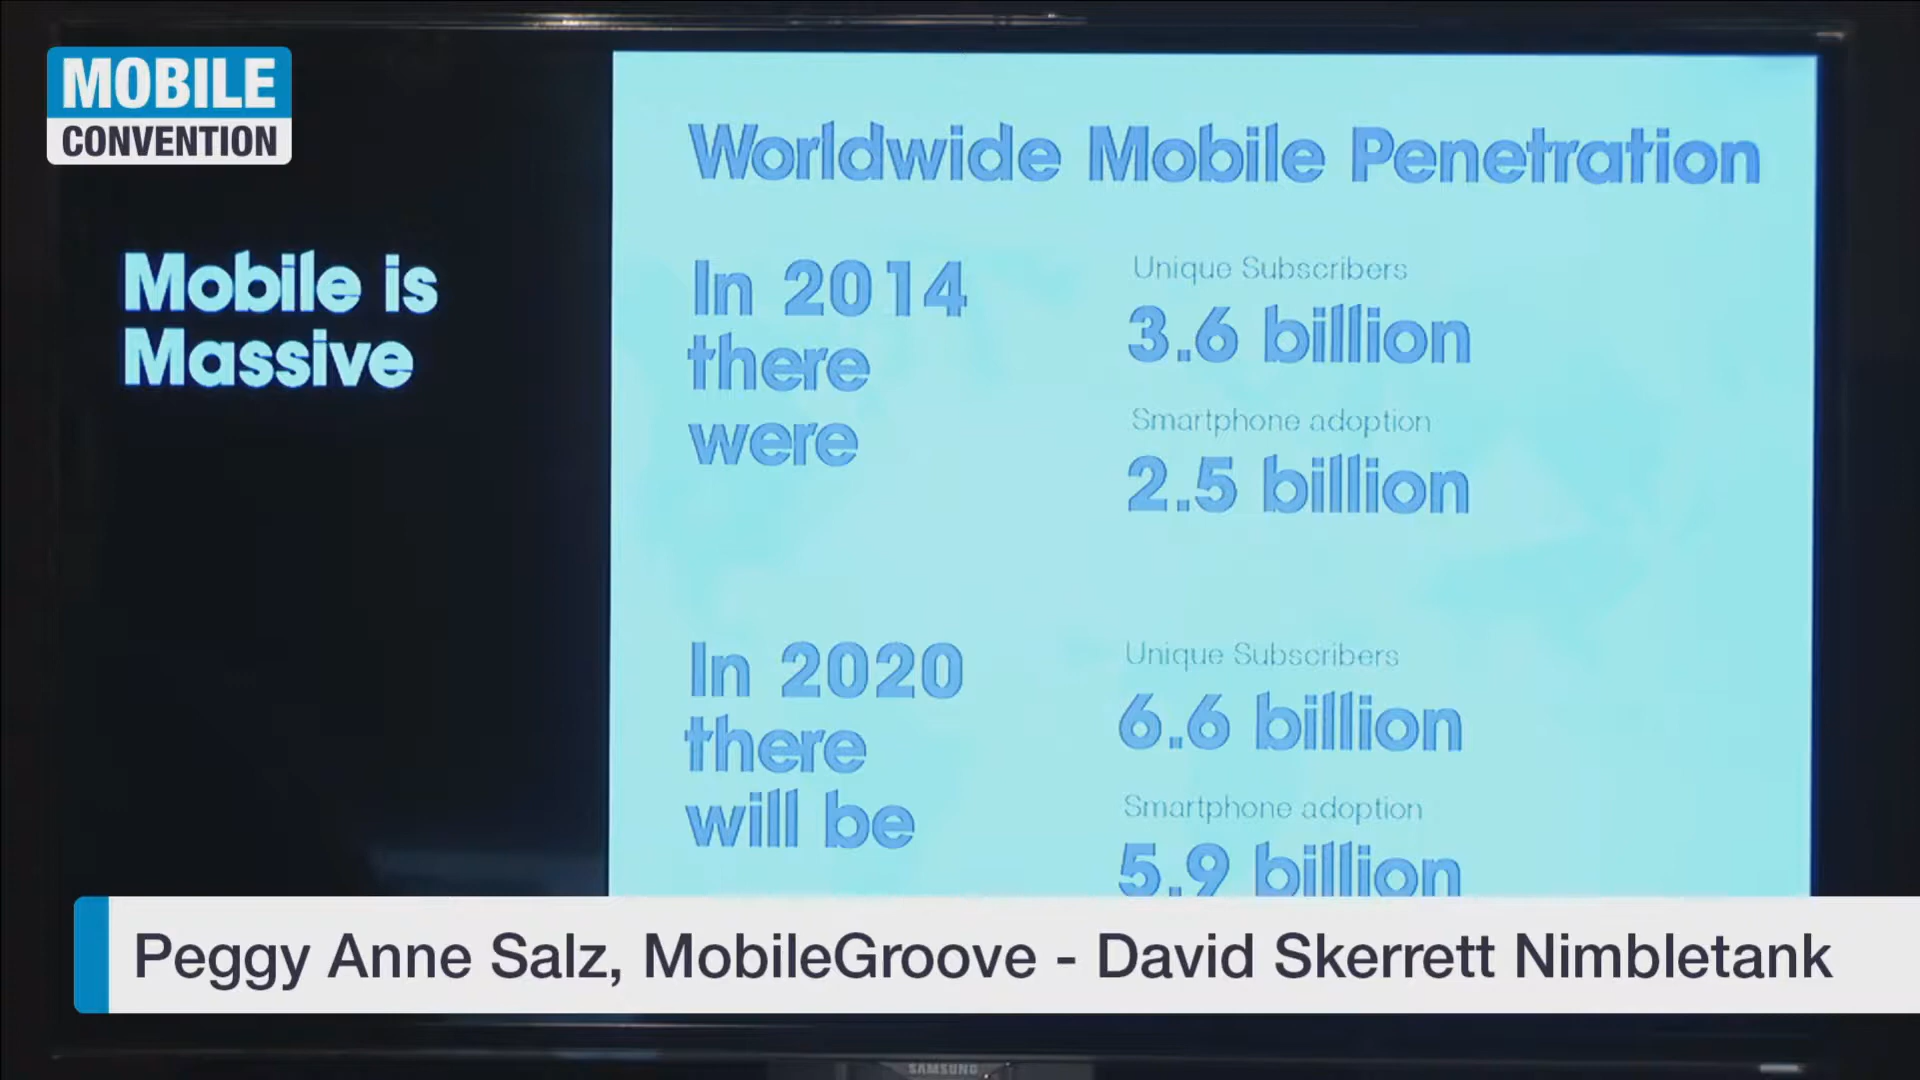 MOBILE
CONVENTION
Mobile is
Massive
Worldwide Mobile Penetration
In 2014
there
were
Unique Subscribers
3.6 billion
Smartphone adoption
2.5 billion
In 2020
there
will be
Unique Subscribers
6.6 billion
Smartphone adoption
5.9 billion
Peggy Anne Salz, MobileGroove - David Skerrett Nimbletank
SAMSUNG